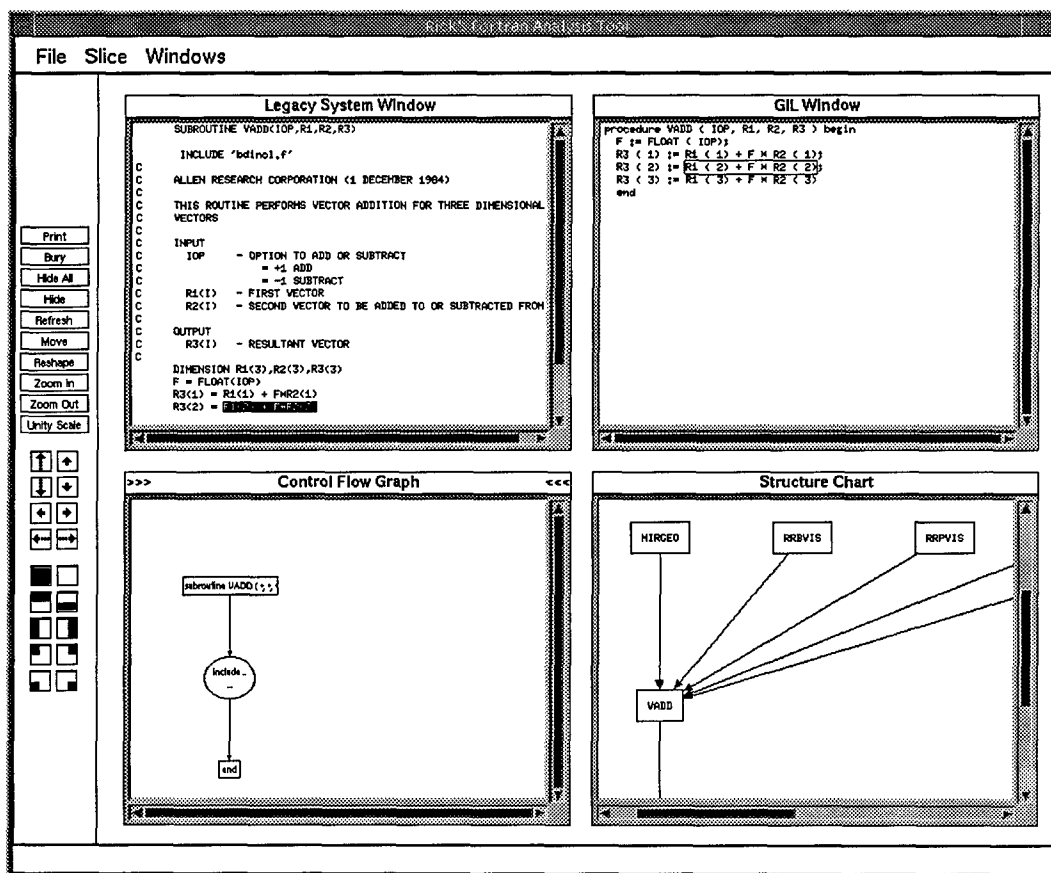 Fortran Analysis Tool
File Slice Windows
Print
Bury
Hide All
Hide
Refresh
Move
Reshape
Zoom In
Zoom Out
Unity Scale
Legacy System Window
SUBROUTINE VADD(IOP,R1,R2,R3)
INCLUDE 'bdinol.f'
C
C ALLEN RESEARCH CORPORATION (1 DECEMBER 1984)
C
C THIS ROUTINE PERFORMS VECTOR ADDITION FOR THREE DIMENSIONAL
C VECTORS
C
C INPUT
C IOP - OPTION TO ADD OR SUBTRACT
C = +1 ADD
C = -1 SUBTRACT
C R1(I) - FIRST VECTOR
C R2(I) - SECOND VECTOR TO BE ADDED TO OR SUBTRACTED FROM
C
C OUTPUT
C R3(I) - RESULTANT VECTOR
C
DIMENSION R1(3),R2(3),R3(3)
F = FLOAT(IOP)
R3(1) = R1(1) + F*R2(1)
R3(2) =
GIL Window
procedure VADD ( IOP, R1, R2, R3 ) begin
F := FLOAT ( IOP);
R3 ( 1) := R1 ( 1) + F * R2 ( 1);
R3 ( 2) := R1 ( 2) + F * R2 ( 2);
R3 ( 3) := R1 ( 3) + F * R2 ( 3)
end
>>> Control Flow Graph <<<
subroutine VADD(
include..
..
end
Structure Chart
MIRGEO
RRBVIS
RRPVIS
VADD